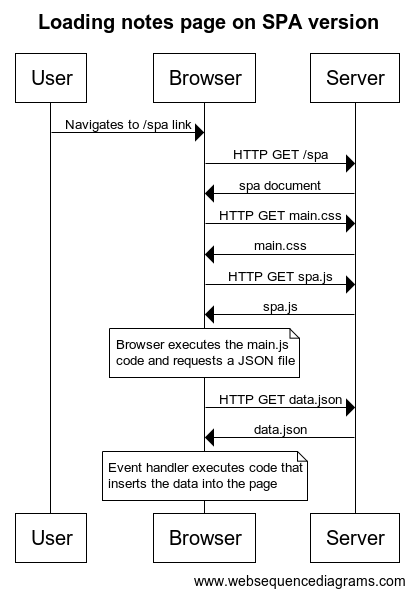 Loading notes page on SPA version
User
Browser
Server
Navigates to /spa link
HTTP GET /spa
spa document
HTTP GET main.css
main.css
HTTP GET spa.js
spa.js
Browser executes the main.js
code and requests a JSON file
HTTP GET data.json
data.json
Event handler executes code that
inserts the data into the page
User
Browser
Server
www.websequencediagrams.com